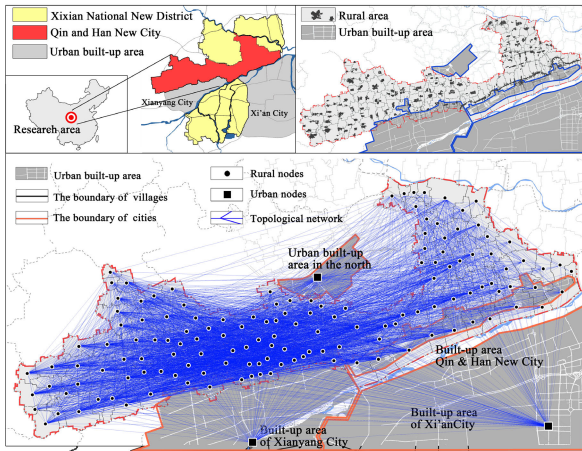 Xixian National New District
Qin and Han New City
Urban built-up area
Xianyang City
Xi'an City
Research area
Rural area
Urban built-up area
Urban built-up area
The boundary of villages
The boundary of cities
Rural nodes
Urban nodes
Topological network
Urban built-up
area in the north
Built-up area
Qin & Han New City
Built-up area
of Xianyang City
Built-up area
of Xi'anCity